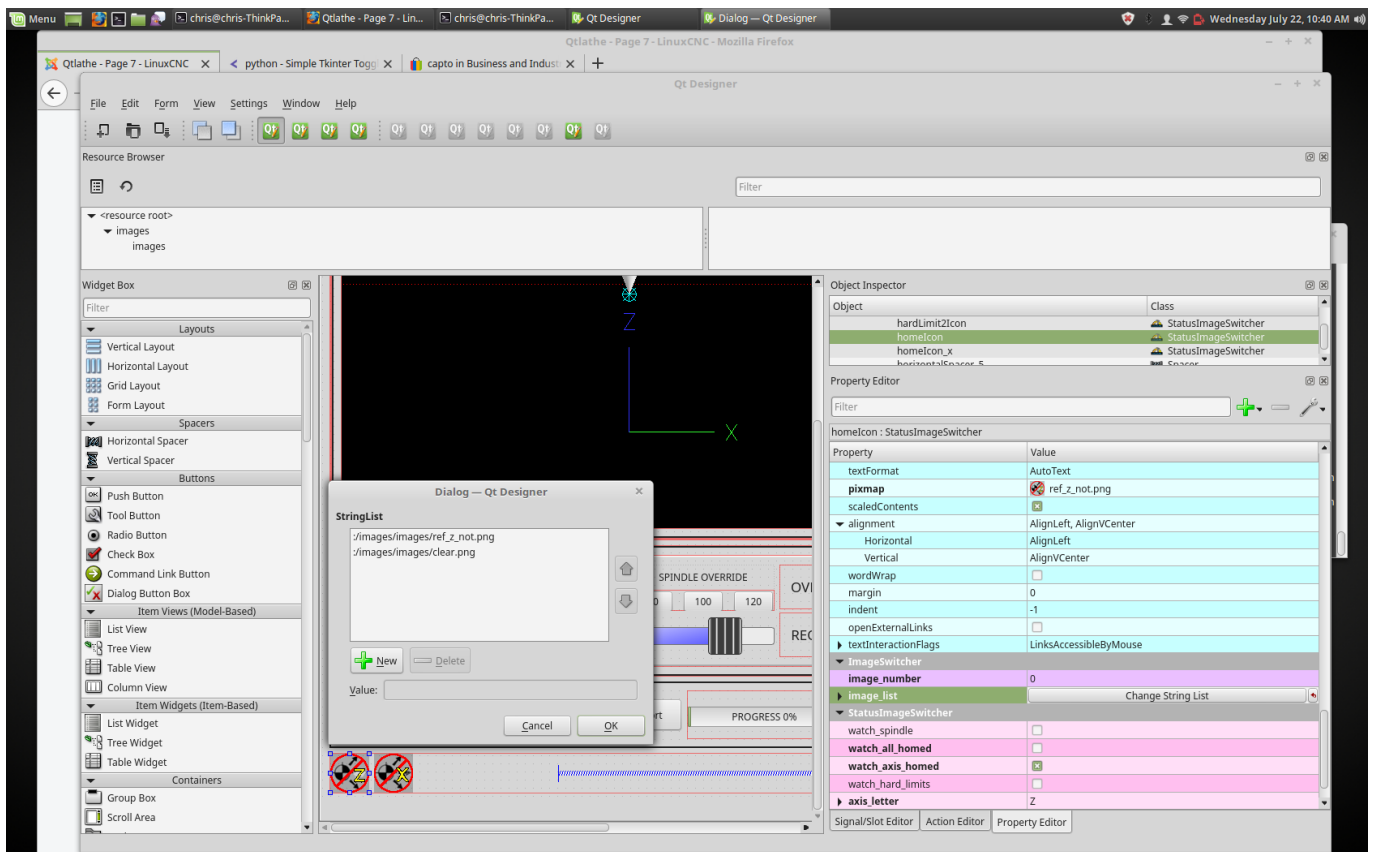 Menu
chris@chris-ThinkPa...
Qtlathe - Page 7 - Lin...
chris@chris-ThinkPa...
Qt Designer
Dialog — Qt Designer
Wednesday July 22, 10:40 AM
Qtlathe - Page 7 - LinuxCNC - Mozilla Firefox
Qtlathe - Page 7 - LinuxCNC
python - Simple Tkinter Togg
capto in Business and Industr
Qt Designer
File Edit Form View Settings Window Help
Resource Browser
Filter
<resource root>
images
images
Widget Box
Filter
Layouts
Vertical Layout
Horizontal Layout
Grid Layout
Form Layout
Spacers
Horizontal Spacer
Vertical Spacer
Buttons
OK Push Button
Tool Button
Radio Button
Check Box
Command Link Button
Dialog Button Box
Item Views (Model-Based)
List View
Tree View
Table View
Column View
Item Widgets (Item-Based)
List Widget
Tree Widget
Table Widget
Containers
Group Box
Scroll Area
Z
X
Dialog — Qt Designer
StringList
:/images/images/ref_z_not.png
:/images/images/clear.png
New
Delete
Value:
Cancel
OK
SPINDLE OVERRIDE
0 100 120
OV
REC
rt
PROGRESS 0%
Z
X
Object Inspector
Object Class
hardLimit2Icon StatusImageSwitcher
homeIcon StatusImageSwitcher
homeIcon_x StatusImageSwitcher
horizontalSpacer_5 Spacer
Property Editor
Filter
homeIcon : StatusImageSwitcher
Property Value
textFormat AutoText
pixmap ref_z_not.png
scaledContents
alignment AlignLeft, AlignVCenter
Horizontal AlignLeft
Vertical AlignVCenter
wordWrap
margin 0
indent -1
openExternalLinks
textInteractionFlags LinksAccessibleByMouse
ImageSwitcher
image_number 0
image_list Change String List
StatusImageSwitcher
watch_spindle
watch_all_homed
watch_axis_homed
watch_hard_limits
axis_letter Z
Signal/Slot Editor Action Editor Property Editor